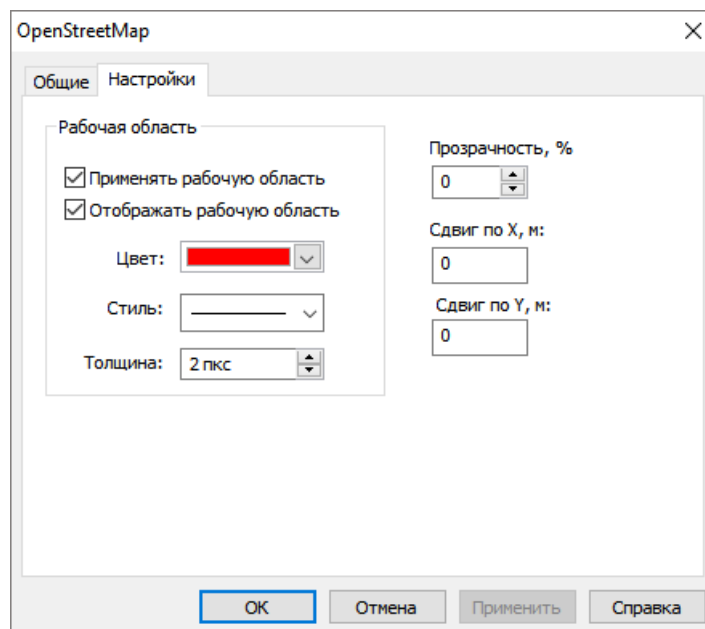 OpenStreetMap
Общие
Настройки
Рабочая область
Применять рабочую область
Отображать рабочую область
Цвет:
Стиль:
Толщина:
2 пкс
Прозрачность, %
0
Сдвиг по X, м:
0
Сдвиг по Y, м:
0
ОК
Отмена
Применить
Справка